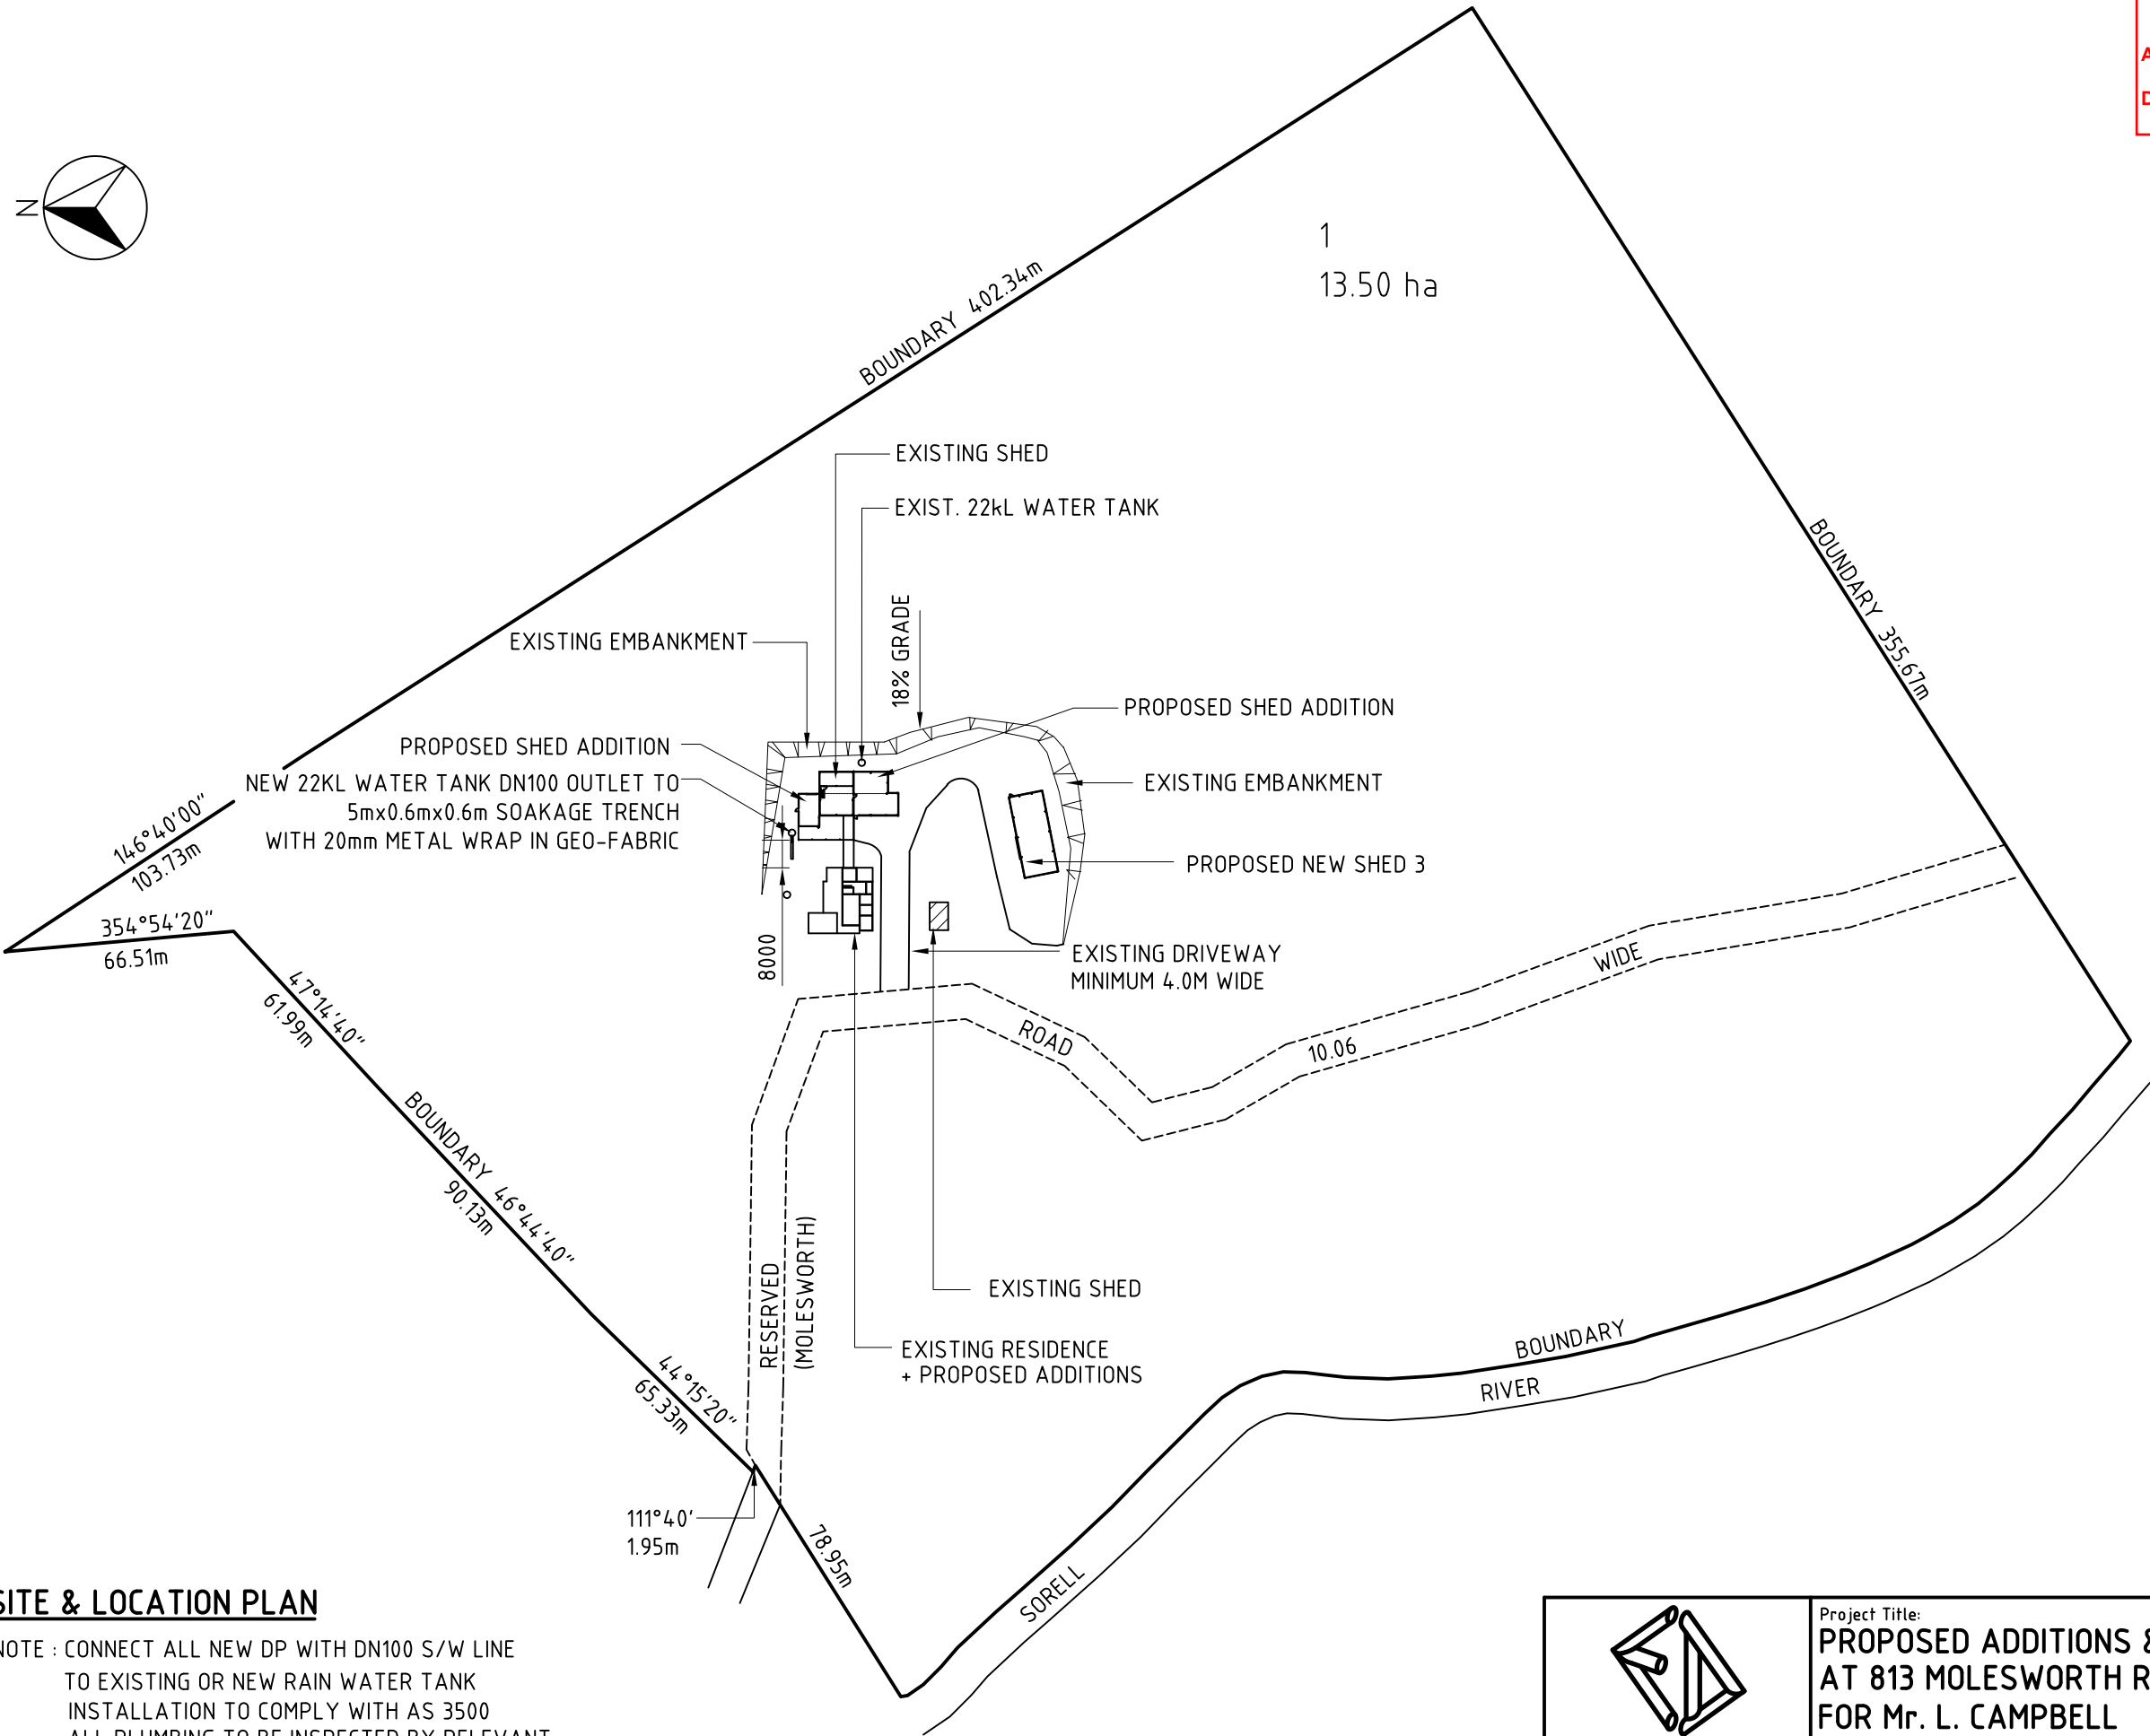 A
D
N
1
13.50 ha
BOUNDARY 402.34m
EXISTING SHED
EXIST. 22kL WATER TANK
BOUNDARY 355.67m
18% GRADE
EXISTING EMBANKMENT
PROPOSED SHED ADDITION
PROPOSED SHED ADDITION
NEW 22KL WATER TANK DN100 OUTLET TO
5mx0.6mx0.6m SOAKAGE TRENCH
WITH 20mm METAL WRAP IN GEO-FABRIC
EXISTING EMBANKMENT
146°40'00"
103.73m
PROPOSED NEW SHED 3
354°54'20"
66.51m
8000
EXISTING DRIVEWAY
MINIMUM 4.0M WIDE
WIDE
47°14'40"
61.99m
ROAD
10.06
BOUNDARY 46°44'40"
90.13m
RESERVED
(MOLESWORTH)
EXISTING SHED
EXISTING RESIDENCE
+ PROPOSED ADDITIONS
BOUNDARY
RIVER
44°15'20"
65.33m
111°40'
1.95m
78.95m
SORELL
SITE & LOCATION PLAN
NOTE : CONNECT ALL NEW DP WITH DN100 S/W LINE
TO EXISTING OR NEW RAIN WATER TANK
INSTALLATION TO COMPLY WITH AS 3500
ALL PLUMBING TO BE INSPECTED BY RELEVANT
Project Title:
PROPOSED ADDITIONS &
AT 813 MOLESWORTH R
FOR Mr. L. CAMPBELL